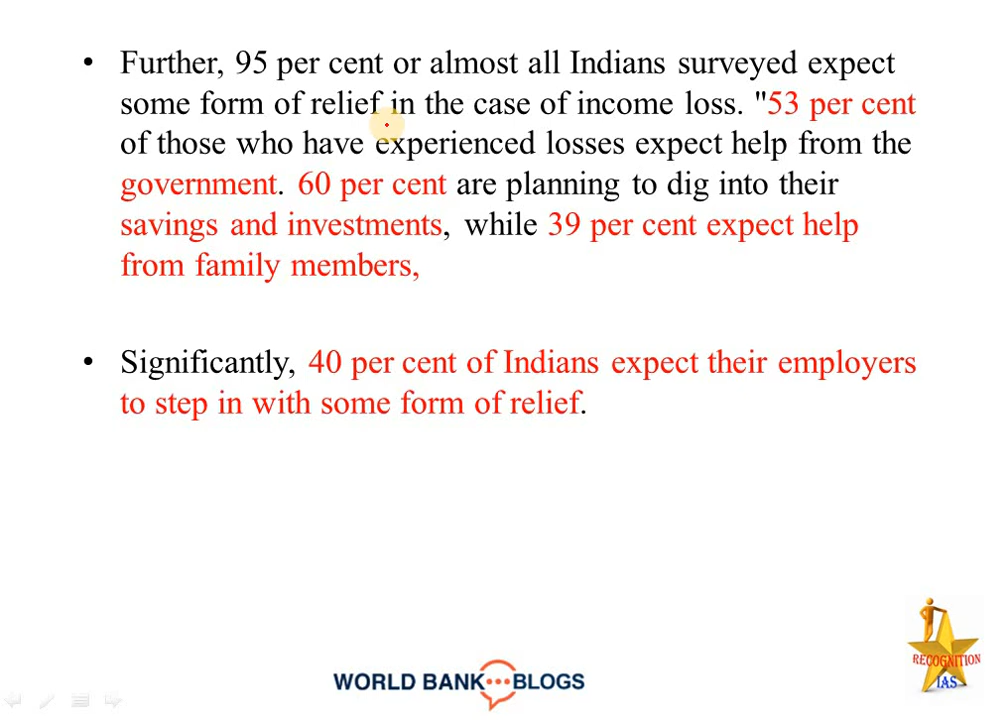 • Further, 95 per cent or almost all Indians surveyed expect
some form of relief in the case of income loss. "53 per cent
of those who have experienced losses expect help from the
government. 60 per cent are planning to dig into their
savings and investments, while 39 per cent expect help
from family members,
• Significantly, 40 per cent of Indians expect their employers
to step in with some form of relief.
RECOGNITION
IAS
WORLD BANK BLOGS